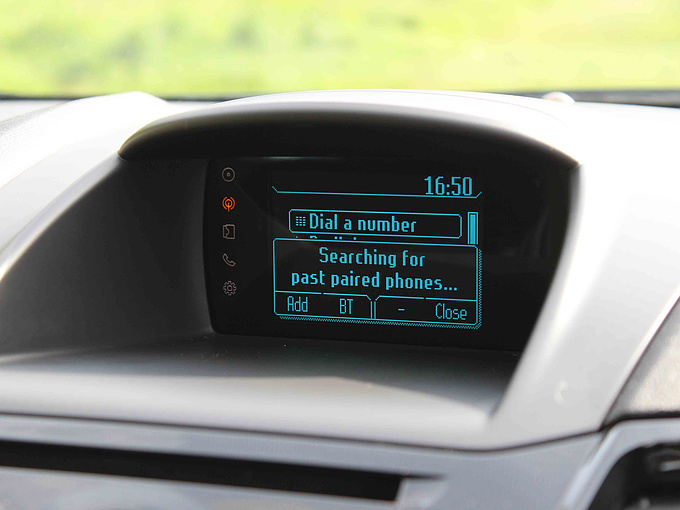 16:50
Dial a number
Searching for
past paired phones...
Add BT - Close